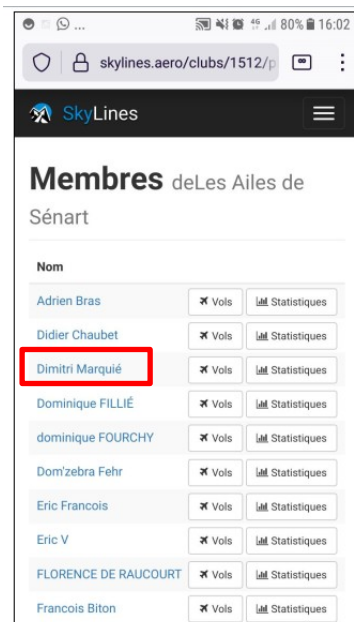 ... 4G 80% 16:02
skylines.aero/clubs/1512/p
SkyLines
Membres deLes Ailes de
Sénart
Nom
Adrien Bras Vols Statistiques
Didier Chaubet Vols Statistiques
Dimitri Marquié Vols Statistiques
Dominique FILLIÉ Vols Statistiques
dominique FOURCHY Vols Statistiques
Dom'zebra Fehr Vols Statistiques
Eric Francois Vols Statistiques
Eric V Vols Statistiques
FLORENCE DE RAUCOURT Vols Statistiques
Francois Biton Vols Statistiques